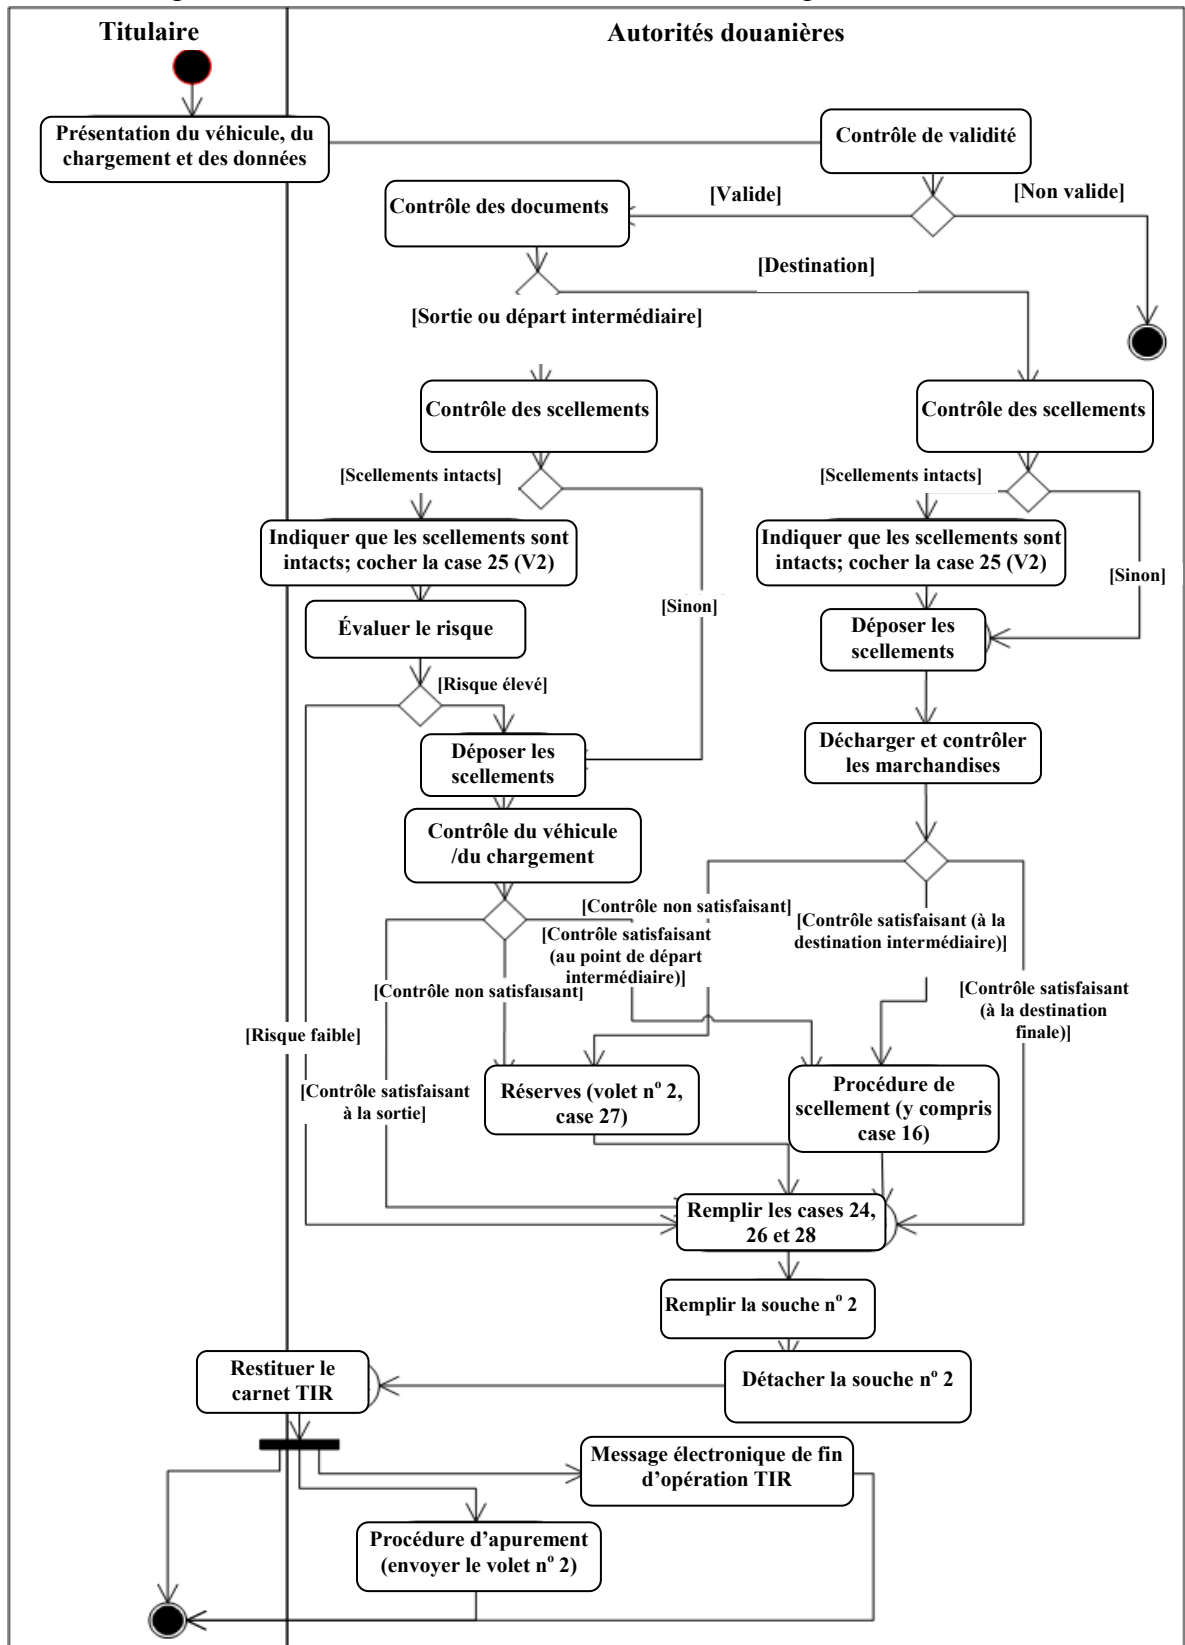 Titulaire
Autorités douanières
Présentation du véhicule, du
chargement et des données
Contrôle de validité
[Valide]
[Non valide]
Contrôle des documents
[Destination]
[Sortie ou départ intermédiaire]
Contrôle des scellements
Contrôle des scellements
[Scellements intacts]
[Scellements intacts]
Indiquer que les scellements sont
intacts; cocher la case 25 (V2)
Indiquer que les scellements sont
intacts; cocher la case 25 (V2)
[Sinon]
[Sinon]
Évaluer le risque
Déposer les
scellements
[Risque élevé]
Déposer les
scellements
Décharger et contrôler
les marchandises
Contrôle du véhicule
/du chargement
[Contrôle non satisfaisant]
[Contrôle satisfaisant (à la
destination intermédiaire)]
[Contrôle satisfaisant
(au point de départ
intermédiaire)]
[Contrôle non satisfaisant]
[Contrôle satisfaisant
(à la destination
finale)]
[Risque faible]
[Contrôle satisfaisant
à la sortie]
Réserves (volet nº 2,
case 27)
Procédure de
scellement (y compris
case 16)
Remplir les cases 24,
26 et 28
Remplir la souche nº 2
Restituer le
carnet TIR
Détacher la souche nº 2
Message électronique de fin
d’opération TIR
Procédure d’apurement
(envoyer le volet nº 2)